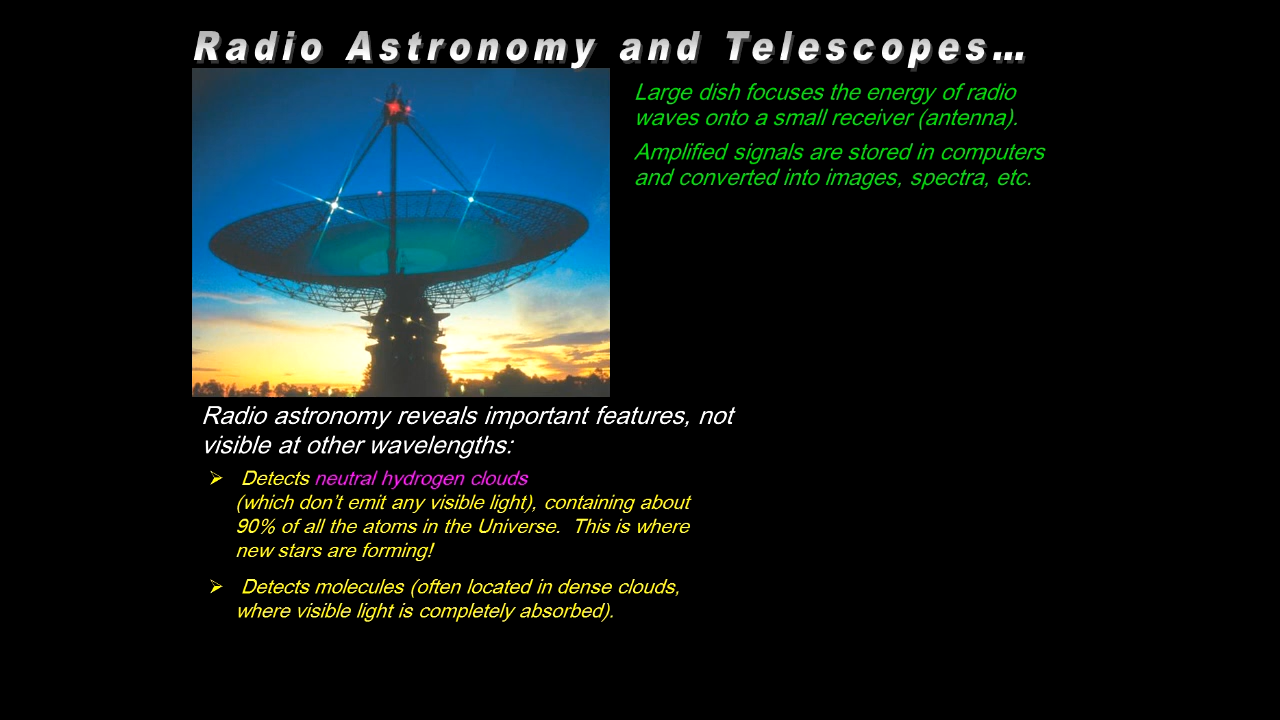 Radio Astronomy and Telescopes...
Large dish focuses the energy of radio
waves onto a small receiver (antenna).
Amplified signals are stored in computers
and converted into images, spectra, etc.
Radio astronomy reveals important features, not
visible at other wavelengths:
➢ Detects neutral hydrogen clouds
(which don't emit any visible light), containing about
90% of all the atoms in the Universe.  This is where
new stars are forming!
➢ Detects molecules (often located in dense clouds,
where visible light is completely absorbed).